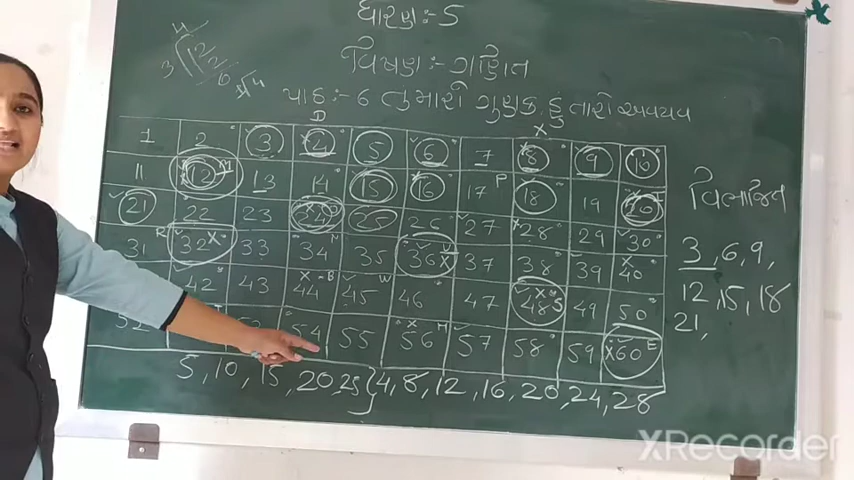 ધોરણ:- 5
વિષય:- ગણિત
પાઠ:- 6 તુમારો ગુણક હું તારો અવયવ
D X
1 2 3 4 5 6 7 8 9 10
11 12 13 14 15 16 17 P 18 19 20
21 22 23 24 25 26 27 28 29 30
R 31 32 X 33 34 N 35 36 X 37 38 39 40
42 43 44 B 45 W 46 47 48 S 49 50
52 53 54 55 56 M 57 58 59 60 E
5, 10, 15, 20, 25 } 4, 8, 12, 16, 20, 24, 28
વિભાજિત
3, 6, 9,
12, 15, 18
21,
XRecorder